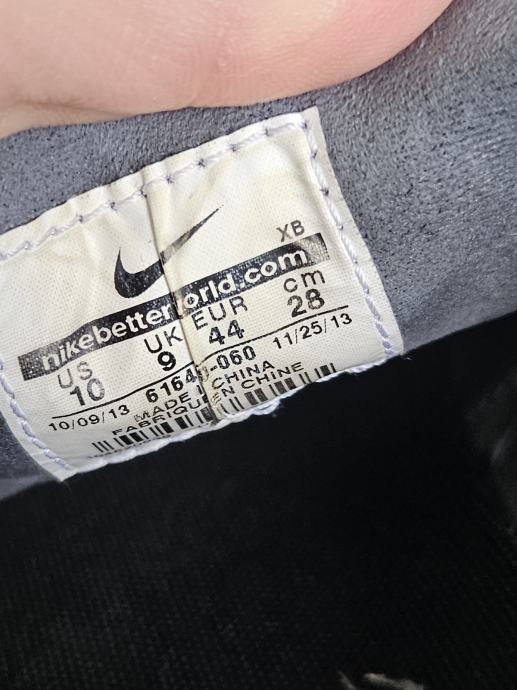 XB
nikebetterworld.com
US UK EUR cm
10 9 44 28
10/09/13 11/25/13
MADE CHINA
FABRIQUE EN CHINE